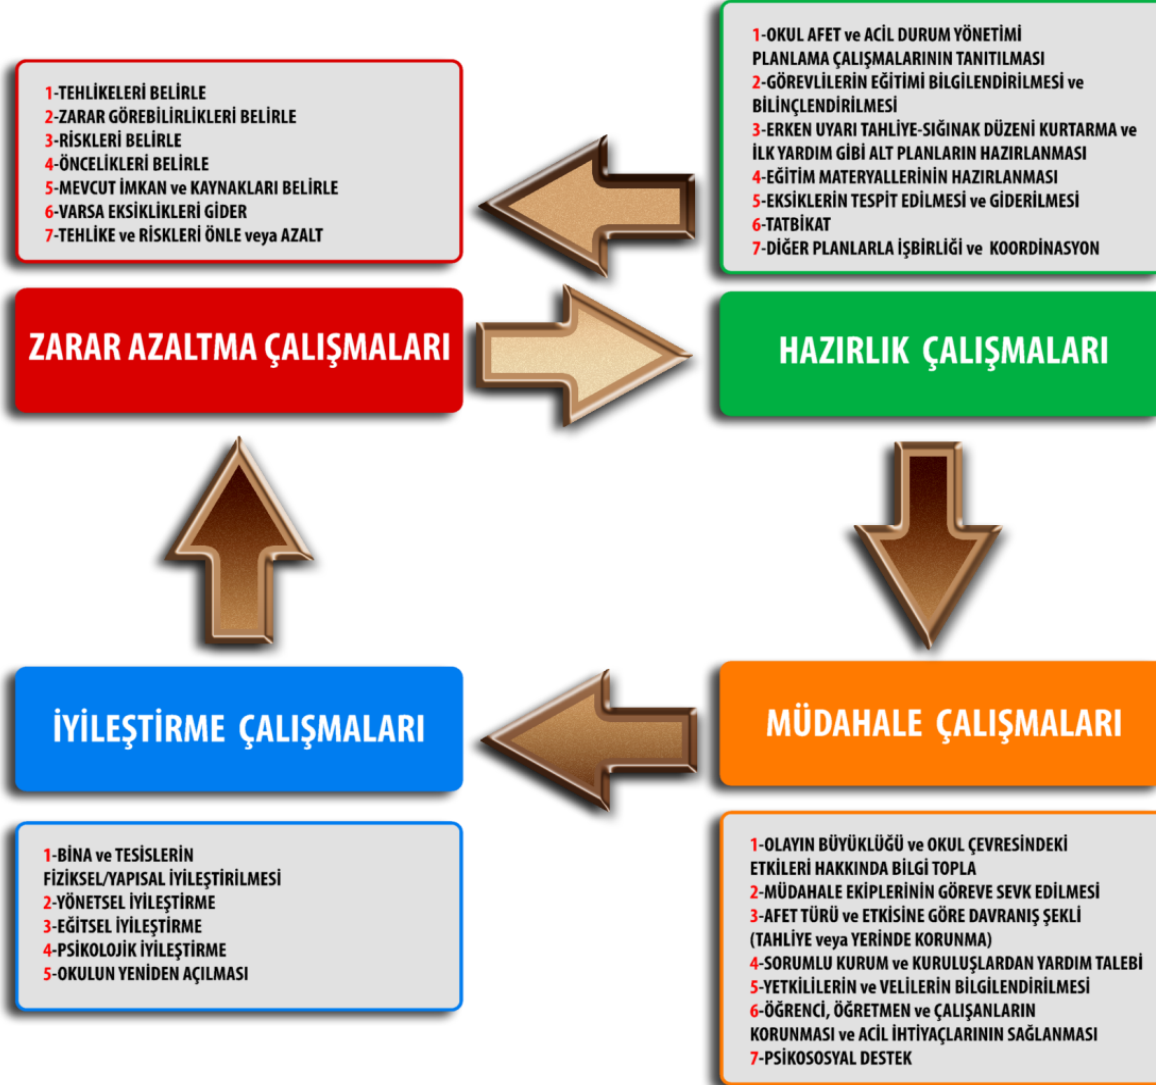 1-TEHLİKELERİ BELİRLE
2-ZARAR GÖREBİLİRLİKLERİ BELİRLE
3-RİSKLERİ BELİRLE
4-ÖNCELİKLERİ BELİRLE
5-MEVCUT İMKAN ve KAYNAKLARI BELİRLE
6-VARSA EKSİKLİKLERİ GİDER
7-TEHLİKE ve RİSKLERİ ÖNLE veya AZALT
ZARAR AZALTMA ÇALIŞMALARI
1-OKUL AFET ve ACİL DURUM YÖNETİMİ
PLANLAMA ÇALIŞMALARININ TANITILMASI
2-GÖREVLİLERİN EĞİTİMİ BİLGİLENDİRİLMESİ ve
BİLİNÇLENDİRİLMESİ
3-ERKEN UYARI TAHLİYE-SIĞINAK DÜZENİ KURTARMA ve
İLK YARDIM GİBİ ALT PLANLARIN HAZIRLANMASI
4-EĞİTİM MATERYALLERİNİN HAZIRLANMASI
5-EKSİKLERİN TESPİT EDİLMESİ ve GİDERİLMESİ
6-TATBİKAT
7-DİĞER PLANLARLA İŞBİRLİĞİ ve KOORDİNASYON
HAZIRLIK ÇALIŞMALARI
İYİLEŞTİRME ÇALIŞMALARI
1-BİNA ve TESİSLERİN
FİZİKSEL/YAPISAL İYİLEŞTİRİLMESİ
2-YÖNETSEL İYİLEŞTİRME
3-EĞİTSEL İYİLEŞTİRME
4-PSİKOLOJİK İYİLEŞTİRME
5-OKULUN YENİDEN AÇILMASI
MÜDAHALE ÇALIŞMALARI
1-OLAYIN BÜYÜKLÜĞÜ ve OKUL ÇEVRESİNDEKİ
ETKİLERİ HAKKINDA BİLGİ TOPLA
2-MÜDAHALE EKİPLERİNİN GÖREVE SEVK EDİLMESİ
3-AFET TÜRÜ ve ETKİSİNE GÖRE DAVRANIŞ ŞEKLİ
(TAHLİYE veya YERİNDE KORUNMA)
4-SORUMLU KURUM ve KURULUŞLARDAN YARDIM TALEBİ
5-YETKİLİLERİN ve VELİLERİN BİLGİLENDİRİLMESİ
6-ÖĞRENCİ, ÖĞRETMEN ve ÇALIŞANLARIN
KORUNMASI ve ACİL İHTİYAÇLARININ SAĞLANMASI
7-PSİKOSOSYAL DESTEK